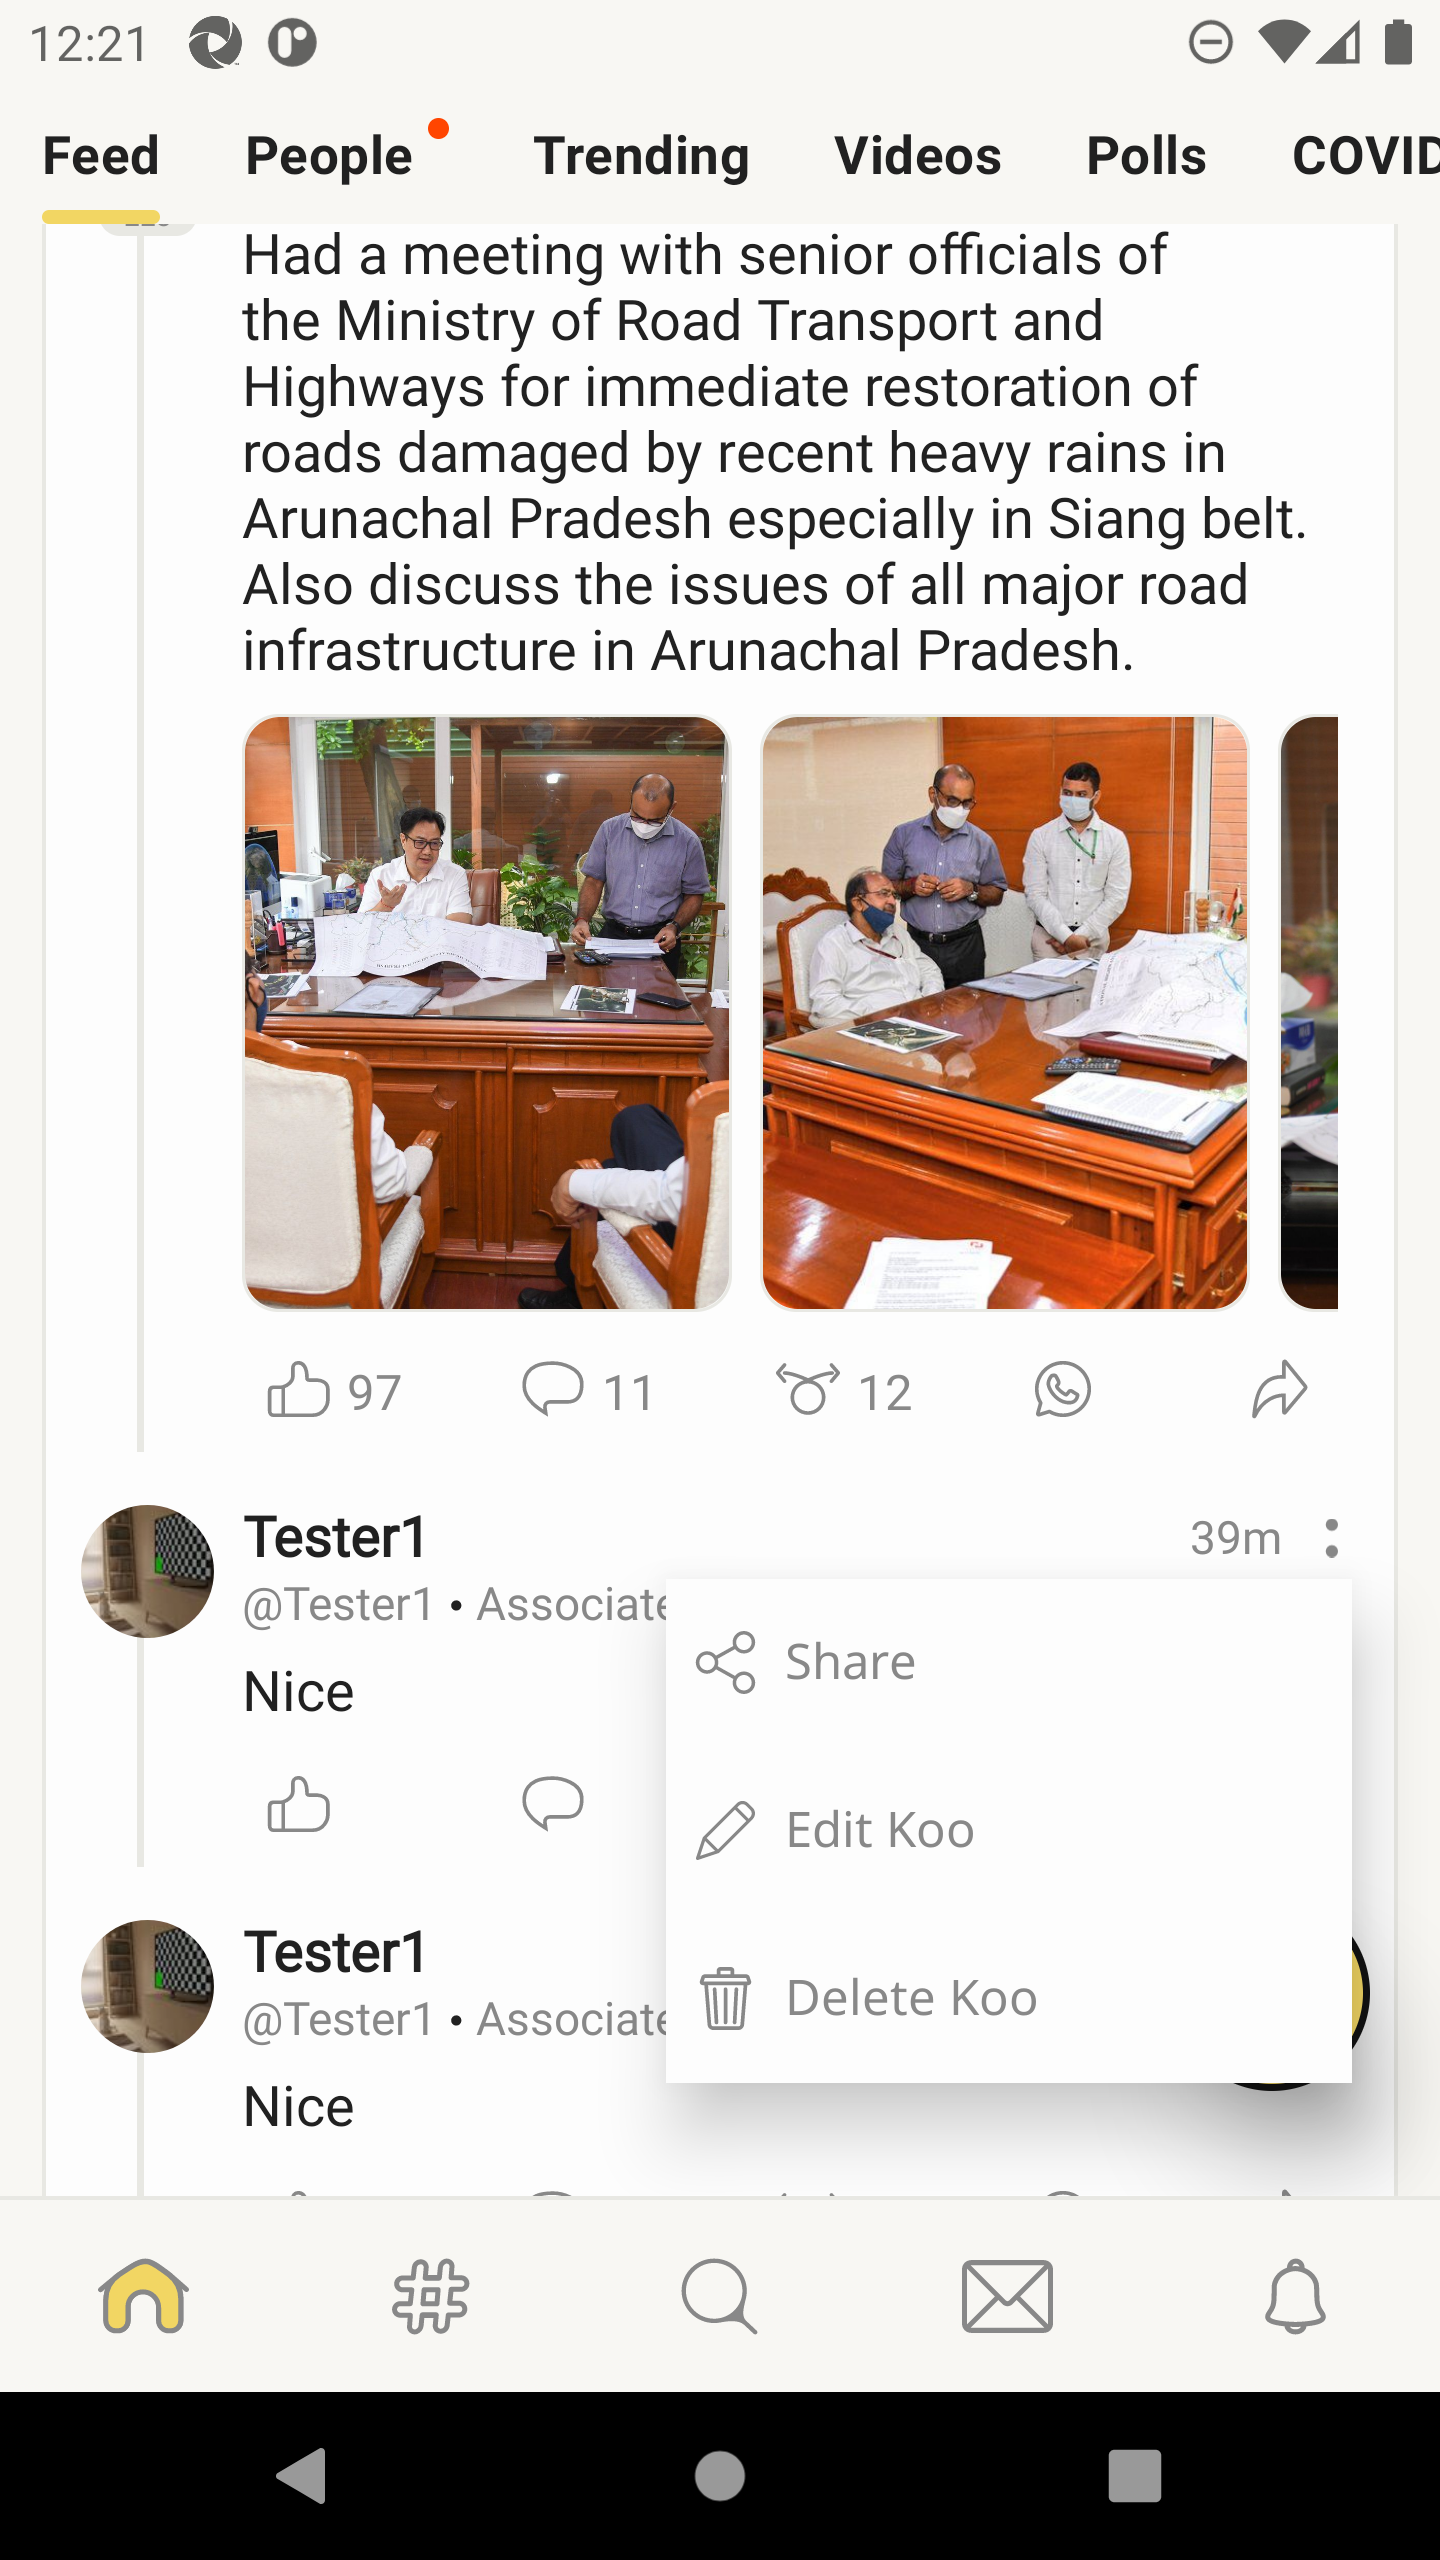 12:21
Feed People Trending Videos Polls COVID
Had a meeting with senior officials of
the Ministry of Road Transport and
Highways for immediate restoration of
roads damaged by recent heavy rains in
Arunachal Pradesh especially in Siang belt.
Also discuss the issues of all major road
infrastructure in Arunachal Pradesh.
97 11 12
Tester1 39m
@Tester1 • Associate
Nice
Share
Edit Koo
Delete Koo
Tester1
@Tester1 • Associate
Nice